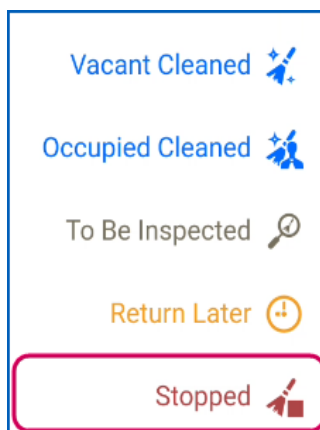 Vacant Cleaned
Occupied Cleaned
To Be Inspected
Return Later
Stopped